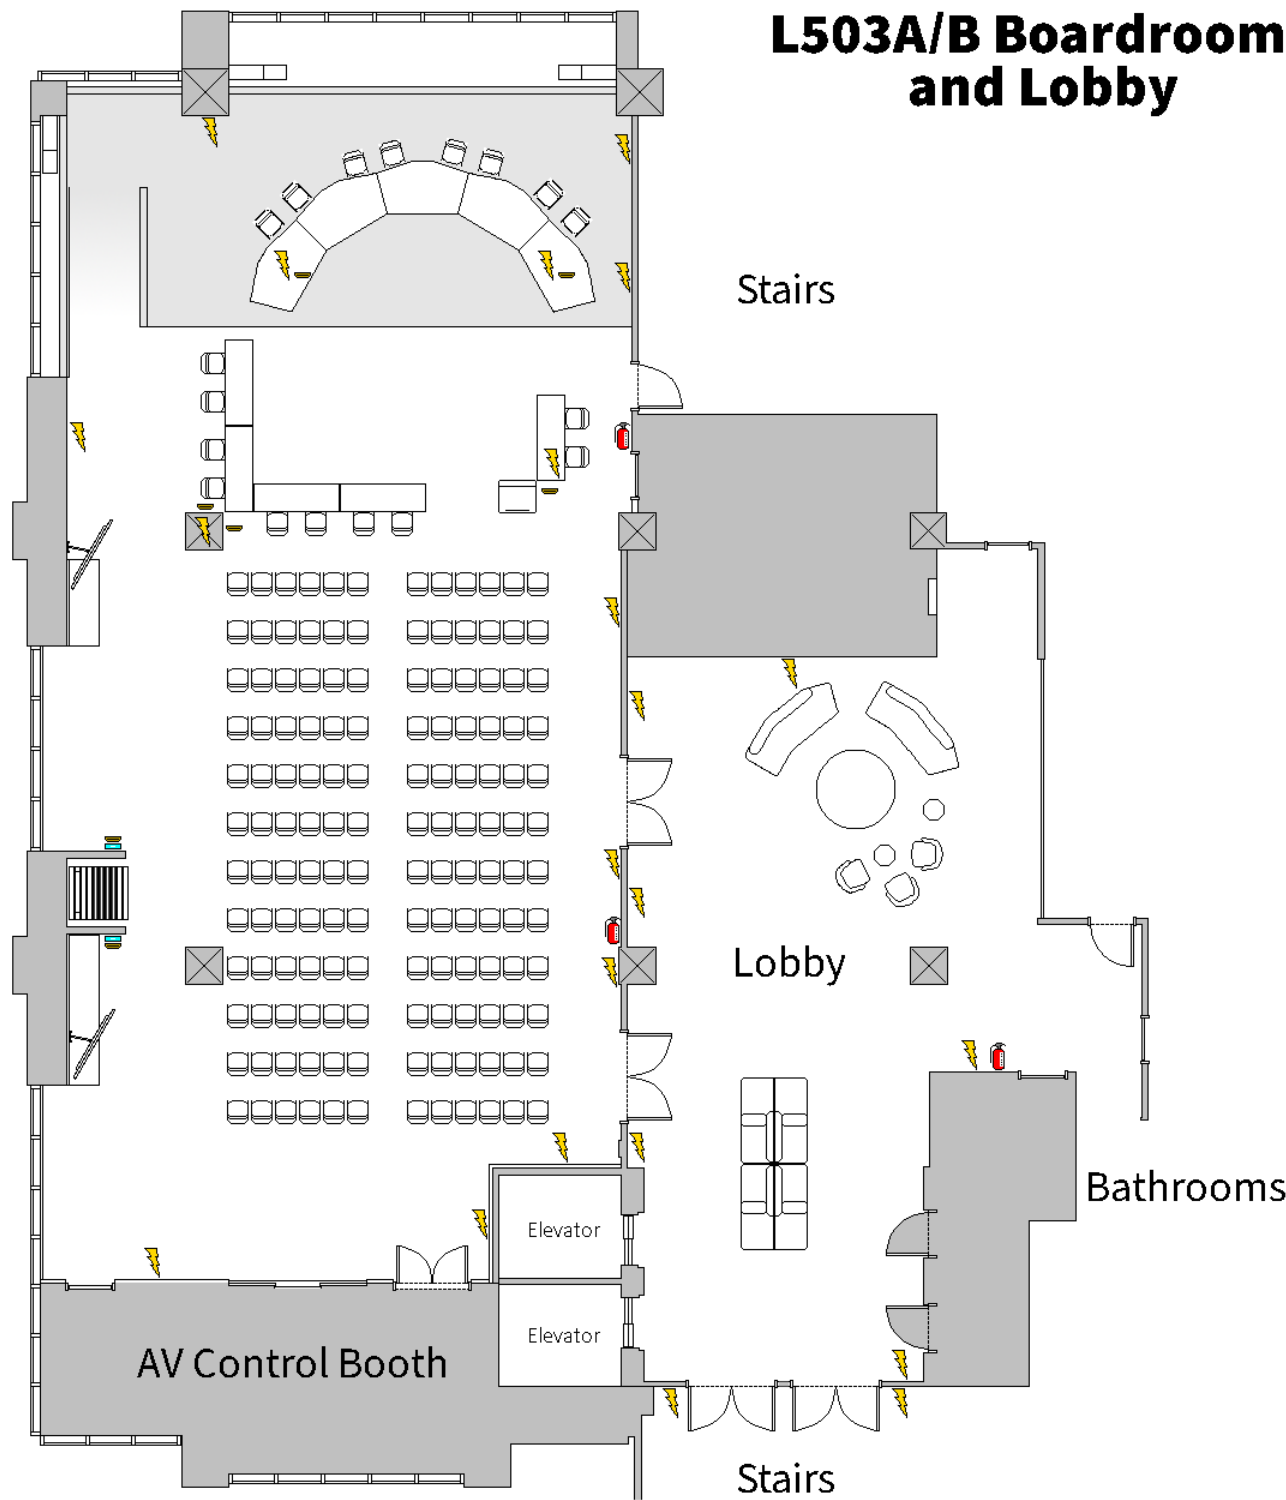 L503A/B Boardroom
and Lobby
Stairs
Lobby
Bathrooms
Elevator
Elevator
AV Control Booth
Stairs